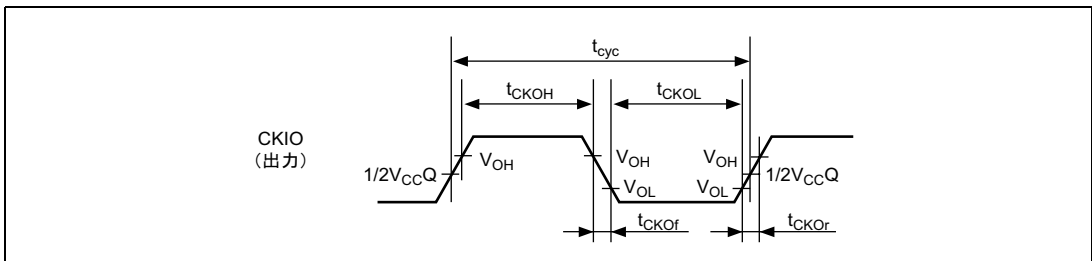 tcyc
tCKOH
tCKOL
CKIO
(出力)
1/2VCCQ
VOH
VOH
VOL
VOH
VOL
1/2VCCQ
tCKOf
tCKOr